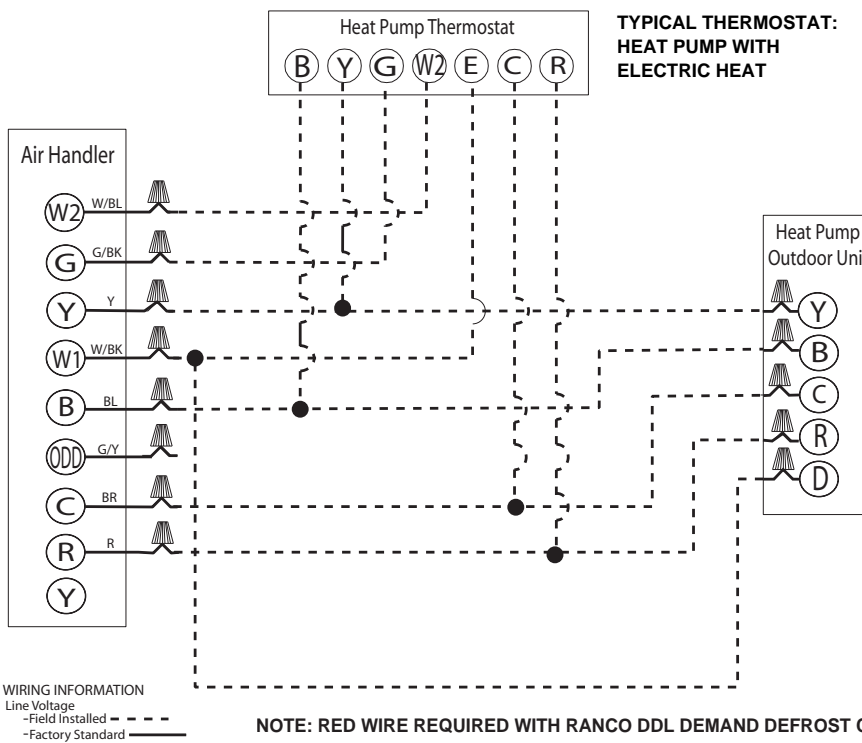 Heat Pump Thermostat
B Y G W2 E C R
TYPICAL THERMOSTAT:
HEAT PUMP WITH
ELECTRIC HEAT
Air Handler
W2 W/BL
G G/BK
Y Y
W1 W/BK
B BL
ODD G/Y
C BR
R R
Y
Heat Pump
Outdoor Uni
Y
B
C
R
D
WIRING INFORMATION
Line Voltage
-Field Installed
-Factory Standard
NOTE: RED WIRE REQUIRED WITH RANCO DDL DEMAND DEFROST